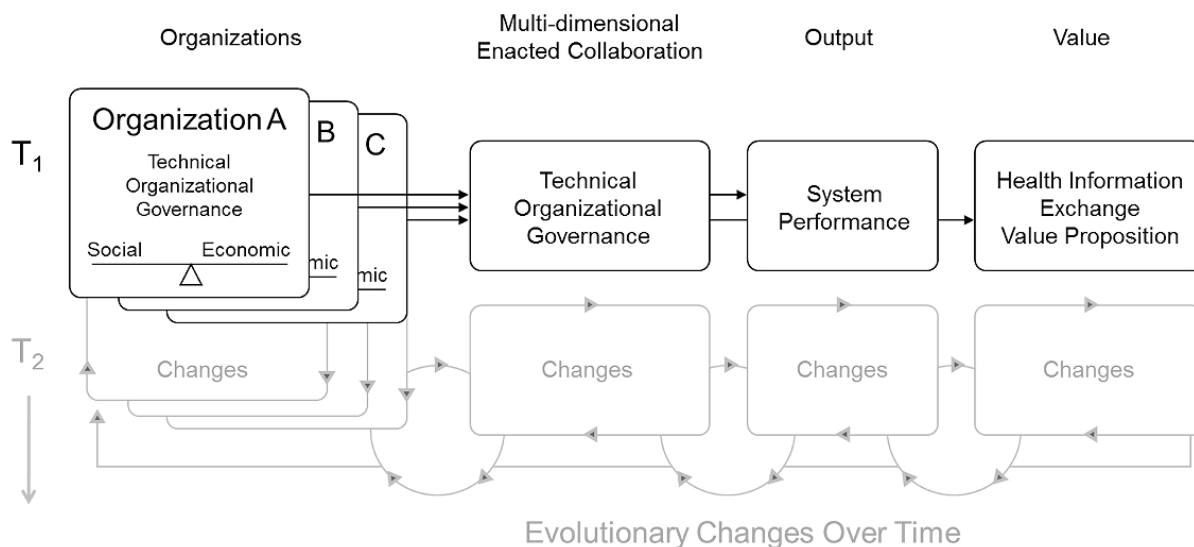 Organizations
Multi-dimensional
Enacted Collaboration
Output
Value
T1
Organization A
Technical
Organizational
Governance
Social Economic
B
mic
C
mic
Technical
Organizational
Governance
System
Performance
Health Information
Exchange
Value Proposition
T2
Changes
Changes
Changes
Changes
Evolutionary Changes Over Time